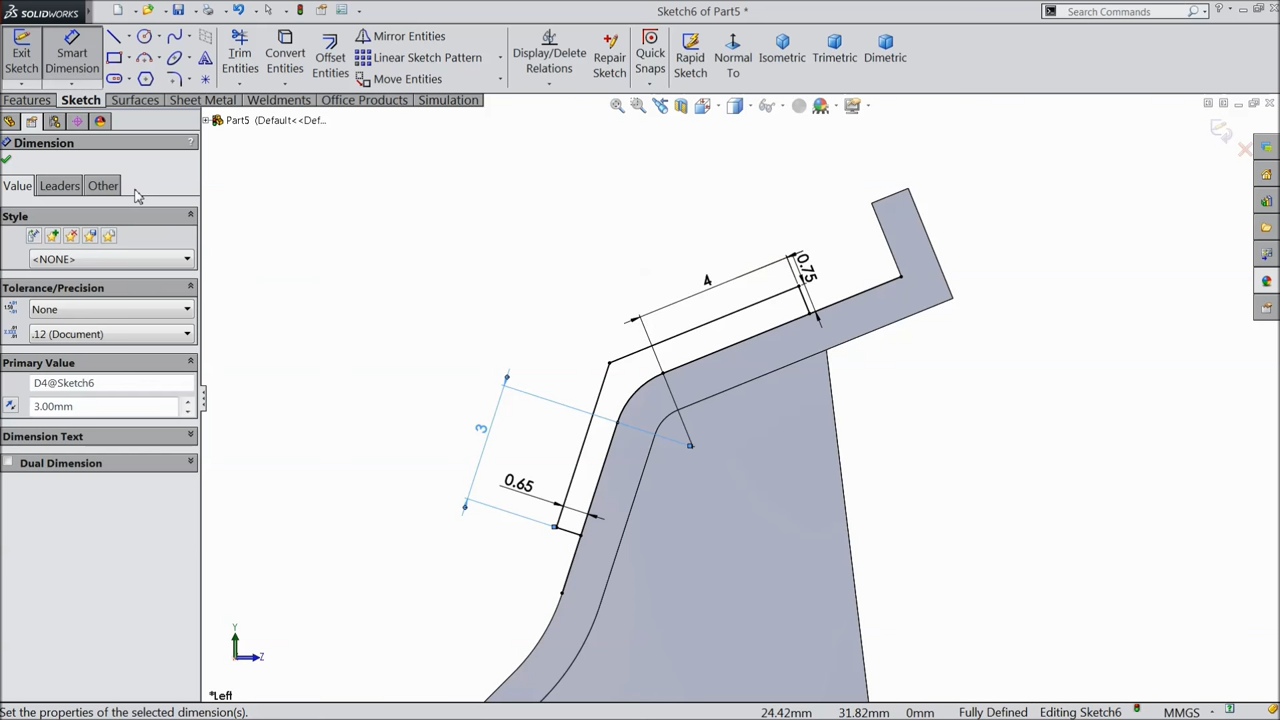 SOLIDWORKS
Sketch6 of Part5 *
Search Commands
Exit Sketch
Smart Dimension
Trim Entities
Convert Entities
Offset Entities
Mirror Entities
Linear Sketch Pattern
Move Entities
Display/Delete Relations
Repair Sketch
Quick Snaps
Rapid Sketch
Normal To
Isometric
Trimetric
Dimetric
Features
Sketch
Surfaces
Sheet Metal
Weldments
Office Products
Simulation
Part5 (Default<<Def...
Dimension
?
Value
Leaders
Other
Style
<NONE>
Tolerance/Precision
None
.12 (Document)
Primary Value
D4@Sketch6
3.00mm
Dimension Text
Dual Dimension
4
0.75
3
0.65
Y
Z
*Left
Set the properties of the selected dimension(s).
24.42mm
31.82mm
0mm
Fully Defined
Editing Sketch6
MMGS